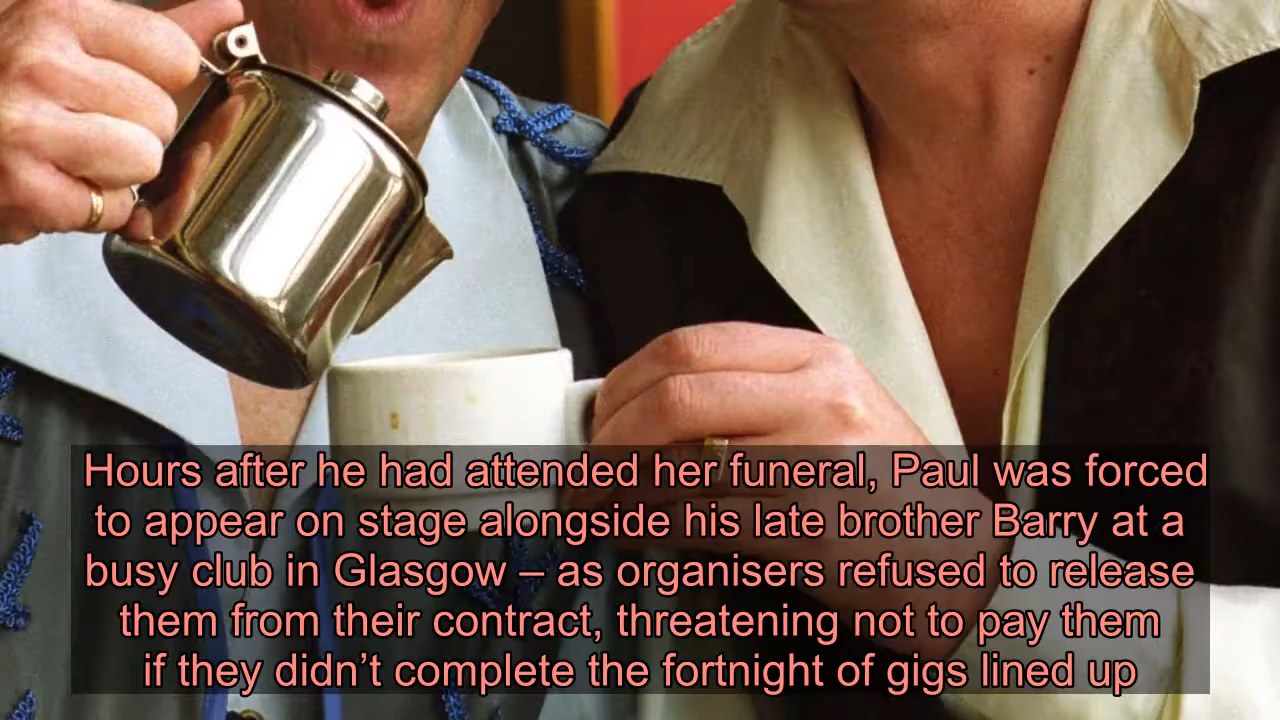 Hours after he had attended her funeral, Paul was forced
to appear on stage alongside his late brother Barry at a
busy club in Glasgow – as organisers refused to release
them from their contract, threatening not to pay them
if they didn’t complete the fortnight of gigs lined up